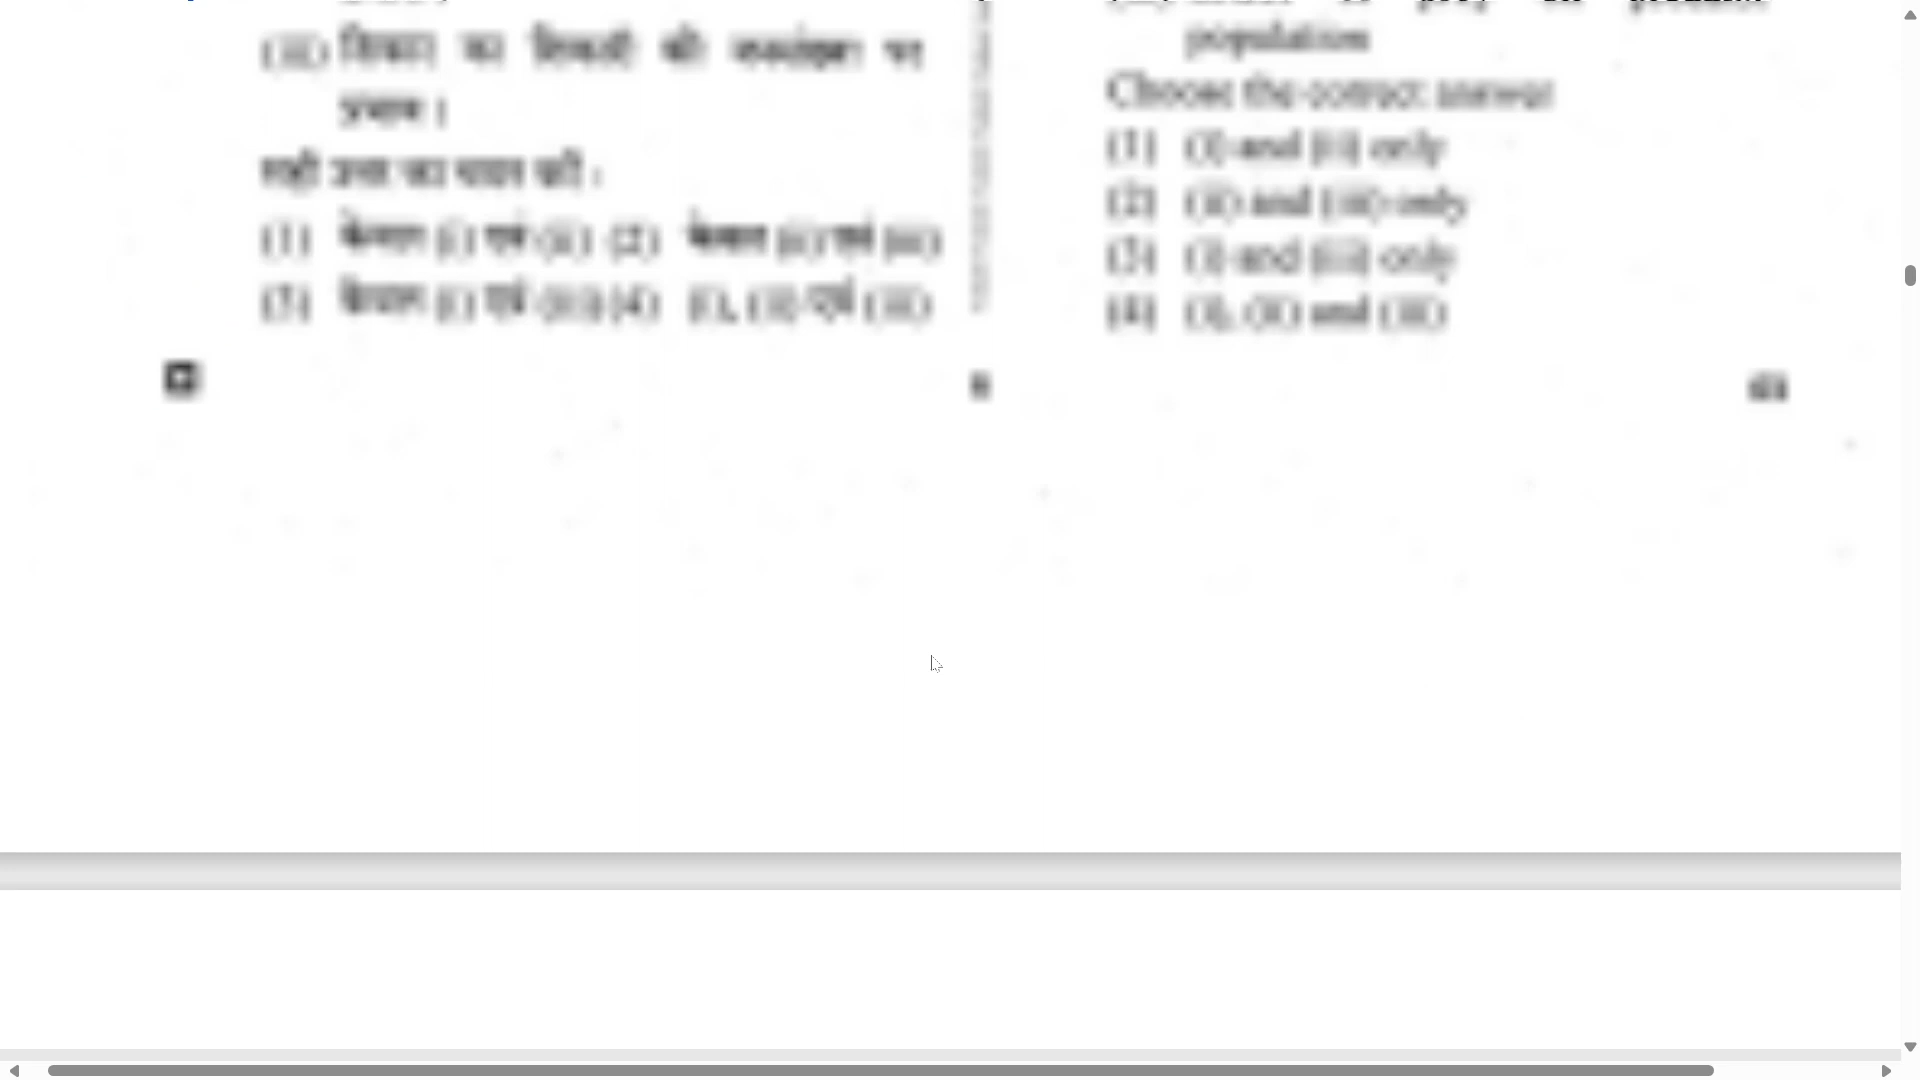 (iii) शिकार का शिकारी की जनसंख्या पर
प्रभाव ।
सही उत्तर का चयन करें :
(1) केवल (i) एवं (ii) (2) केवल (ii) एवं (iii)
(3) केवल (i) एवं (iii) (4) (i), (ii) एवं (iii)
population
Choose the correct answer
(1) (i) and (ii) only
(2) (ii) and (iii) only
(3) (i) and (iii) only
(4) (i), (ii) and (iii)